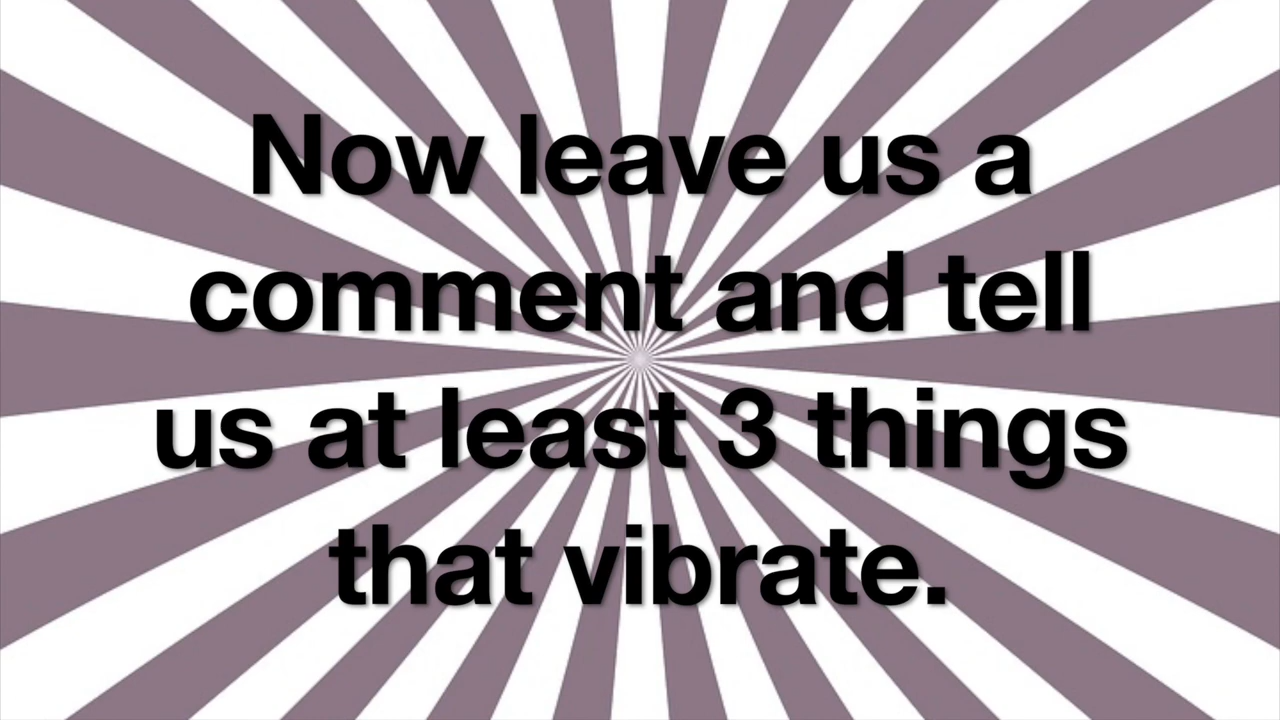 Now leave us a
comment and tell
us at least 3 things
that vibrate.